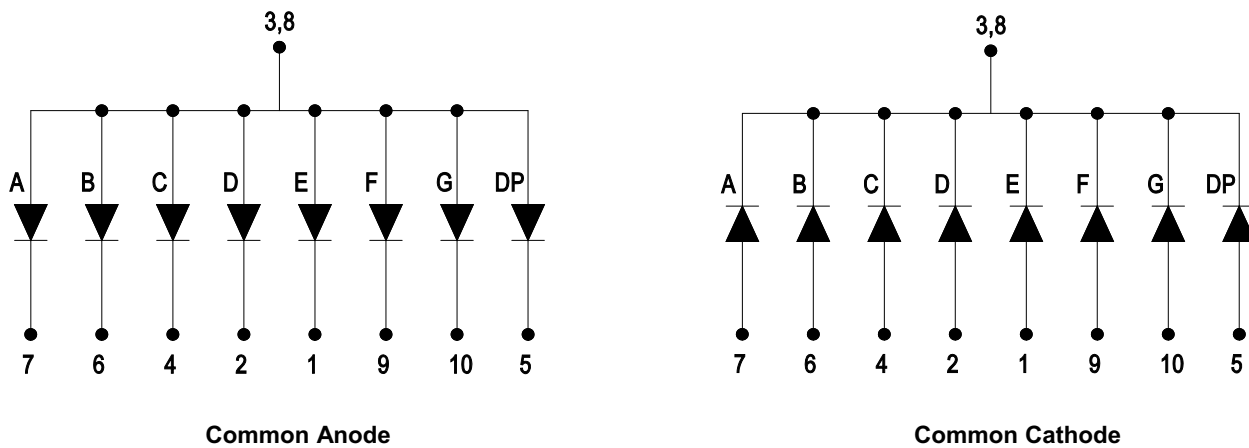 3,8 3,8
A B C D E F G DP A B C D E F G DP
7 6 4 2 1 9 10 5 7 6 4 2 1 9 10 5
Common Anode Common Cathode